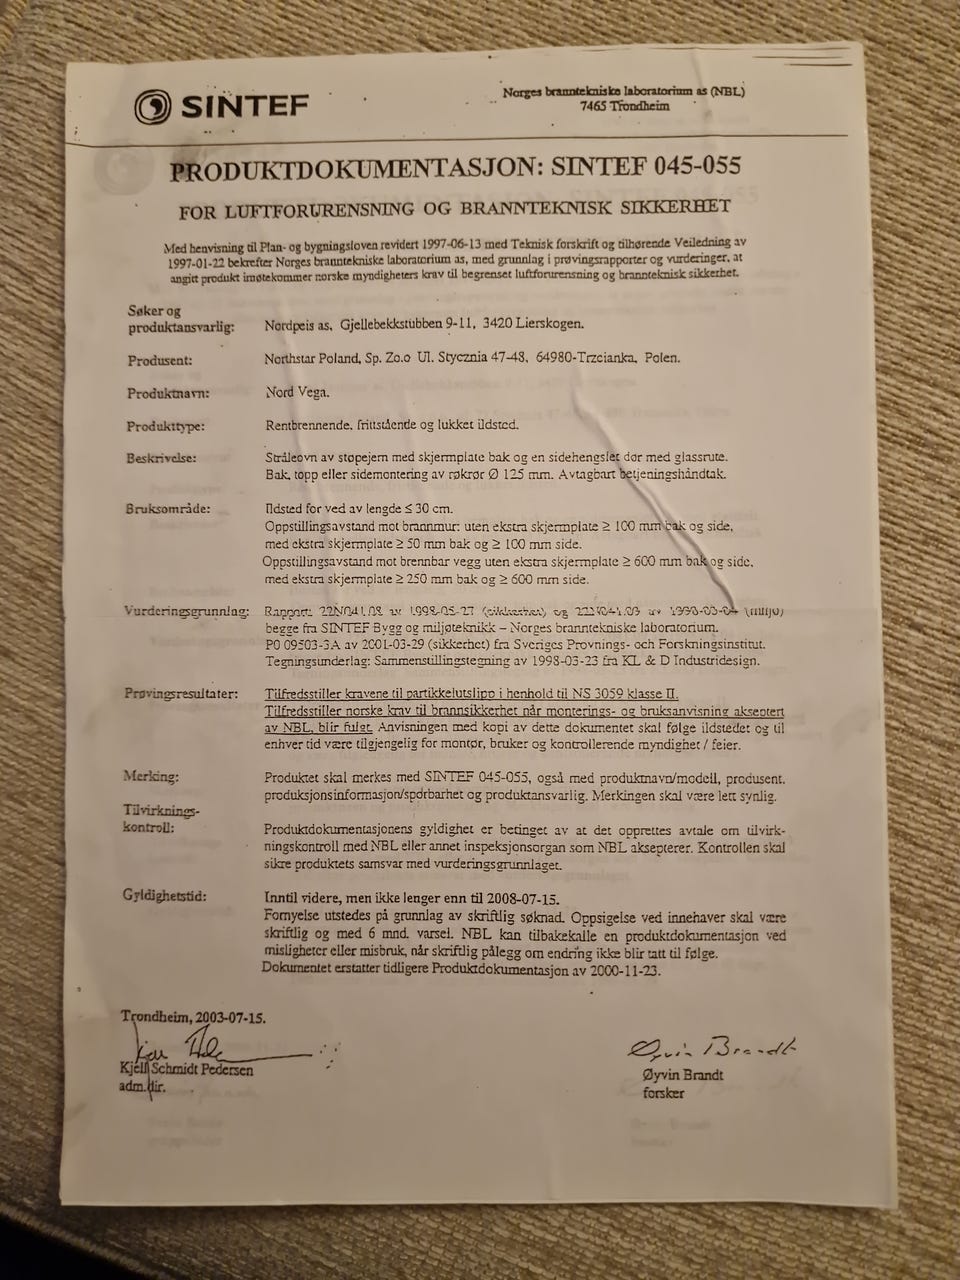 SINTEF
Norges branntekniske laboratorium as (NBL)
7465 Trondheim
PRODUKTDOKUMENTASJON: SINTEF 045-055
FOR LUFTFORURENSNING OG BRANNTEKNISK SIKKERHET
Med henvisning til Plan- og bygningsloven revidert 1997-06-13 med Teknisk forskrift og tilhørende Veiledning av
1997-01-22 bekrefter Norges branntekniske laboratorium as, med grunnlag i prøvingsrapporter og vurderinger, at
angitt produkt imøtekommer norske myndigheters krav til begrenset luftforurensning og brannteknisk sikkerhet.
Søker og
produktansvarlig: Nordpeis as, Gjellebekkstubben 9-11, 3420 Lierskogen.
Produsent: Northstar Poland, Sp. Zo.o Ul. Stycznia 47-48, 64980-Trzcianka, Polen.
Produktnavn: Nord Vega.
Produkttype: Rentbrennende, frittstående og lukket ildsted.
Beskrivelse: Stråleovn av støpejern med skjermplate bak og en sidehengslet dør med glassrute.
Bak, topp eller sidemontering av røkrør Ø 125 mm. Avtagbart betjeningshåndtak.
Bruksområde: Ildsted for ved av lengde ≤ 30 cm.
Oppstillingsavstand mot brannmur: uten ekstra skjermplate ≥ 100 mm bak og side,
med ekstra skjermplate ≥ 50 mm bak og ≥ 100 mm side.
Oppstillingsavstand mot brennbar vegg uten ekstra skjermplate ≥ 600 mm bak og side,
med ekstra skjermplate ≥ 250 mm bak og ≥ 600 mm side.
Vurderingsgrunnlag: Rapport: av (sikkerhet) og av (miljø)
begge fra SINTEF Bygg og miljøteknikk – Norges branntekniske laboratorium.
P0 09503-3A av 2001-03-29 (sikkerhet) fra Sveriges Provnings- och Forskningsinstitut.
Tegningsunderlag: Sammenstillingstegning av 1998-03-23 fra KL & D Industridesign.
Prøvingsresultater: Tilfredsstiller kravene til partikkelutslipp i henhold til NS 3059 klasse II.
Tilfredsstiller norske krav til brannsikkerhet når monterings- og bruksanvisning akseptert
av NBL, blir fulgt. Anvisningen med kopi av dette dokumentet skal følge ildstedet og til
enhver tid være tilgjengelig for montør, bruker og kontrollerende myndighet / feier.
Merking: Produktet skal merkes med SINTEF 045-055, også med produktnavn/modell, produsent,
produksjonsinformasjon/sporbarhet og produktansvarlig. Merkingen skal være lett synlig.
Tilvirknings-
kontroll: Produktdokumentasjonens gyldighet er betinget av at det opprettes avtale om tilvirk-
ningskontroll med NBL eller annet inspeksjonsorgan som NBL aksepterer. Kontrollen skal
sikre produktets samsvar med vurderingsgrunnlaget.
Gyldighetstid: Inntil videre, men ikke lenger enn til 2008-07-15.
Fornyelse utstedes på grunnlag av skriftlig søknad. Oppsigelse ved innehaver skal være
skriftlig og med 6 mnd. varsel. NBL kan tilbakekalle en produktdokumentasjon ved
misligheter eller misbruk, når skriftlig pålegg om endring ikke blir tatt til følge.
Dokumentet erstatter tidligere Produktdokumentasjon av 2000-11-23.
Trondheim, 2003-07-15.
Øyvin Brandt
Kjell Schmidt Pedersen
adm.dir.
Øyvin Brandt
forsker